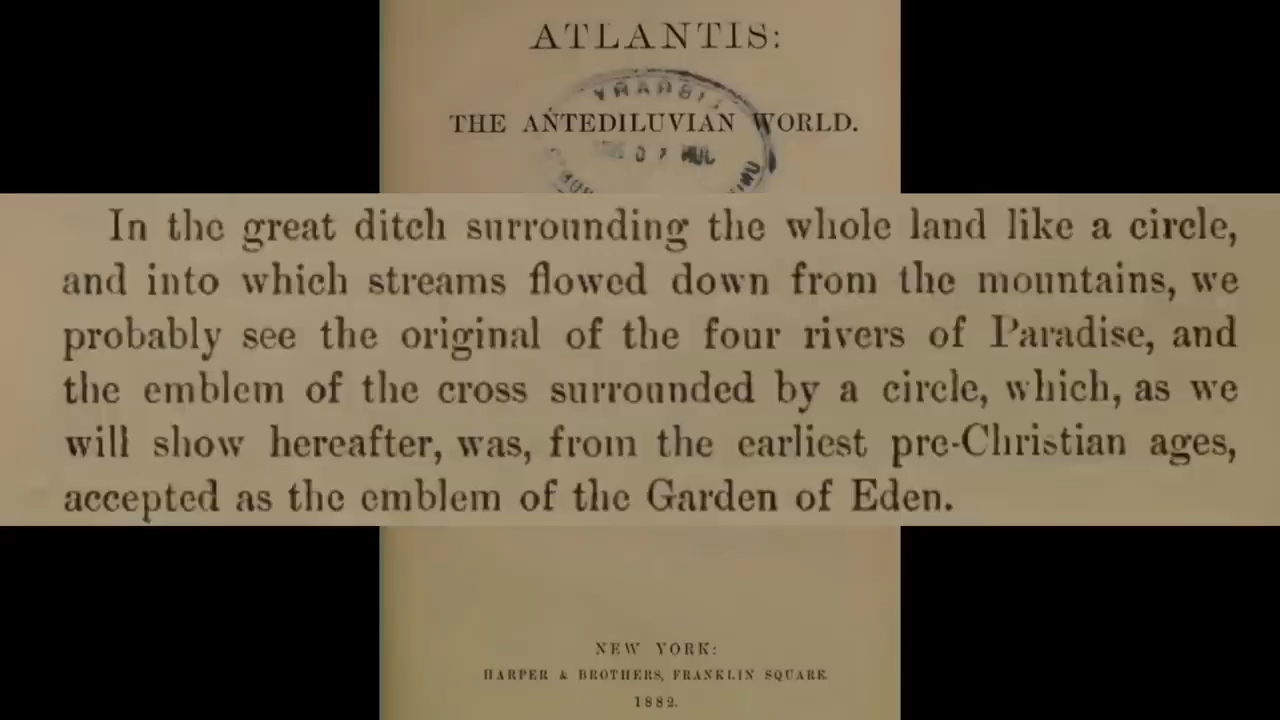 ATLANTIS:
THE ANTEDILUVIAN WORLD.
In the great ditch surrounding the whole land like a circle,
and into which streams flowed down from the mountains, we
probably see the original of the four rivers of Paradise, and
the emblem of the cross surrounded by a circle, which, as we
will show hereafter, was, from the earliest pre-Christian ages,
accepted as the emblem of the Garden of Eden.
NEW YORK:
HARPER & BROTHERS, FRANKLIN SQUARE.
1882.